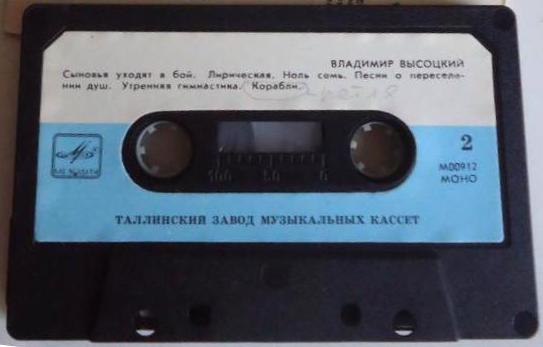 ВЛАДИМИР ВЫСОЦКИЙ
Сыновья уходят в бой. Лирическая. Ноль семь. Песни о переселе-
нии душ. Утренняя гимнастика. Корабли.
2
М00912
МОНО
100 50 0
ТАЛЛИНСКИЙ ЗАВОД МУЗЫКАЛЬНЫХ КАССЕТ